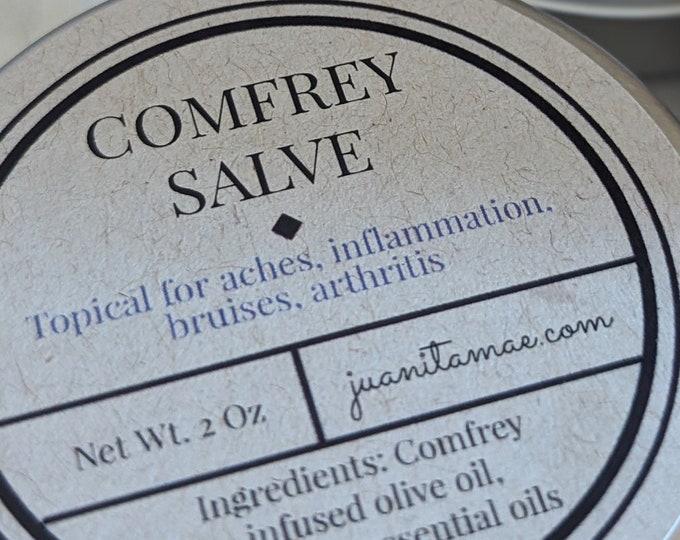 COMFREY
SALVE
Topical for aches, inflammation,
bruises, arthritis
Net Wt. 2 Oz
juanitamae.com
Ingredients: Comfrey
infused olive oil,
essential oils